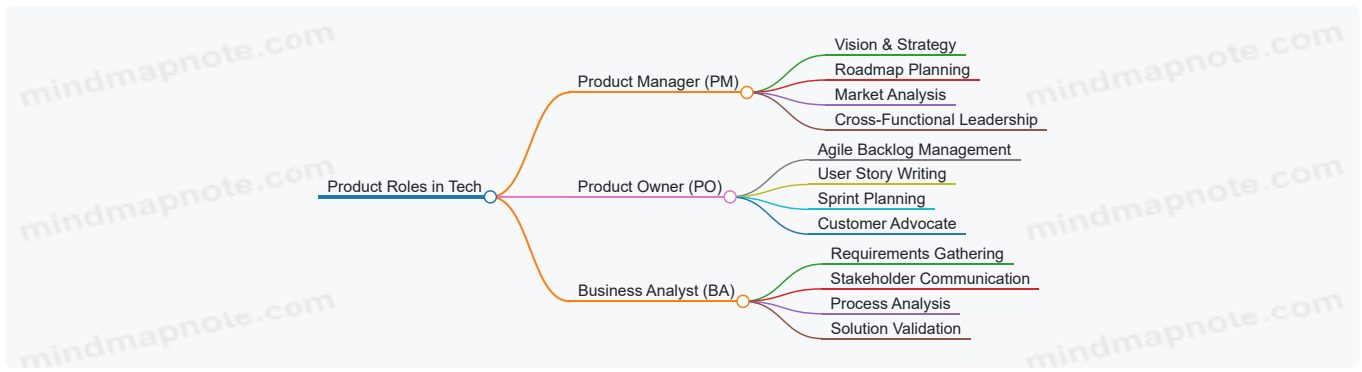 mindmapnote.com
mindmapnote.com
Vision & Strategy
Product Manager (PM)
Roadmap Planning
Market Analysis
Cross-Functional Leadership
mindmapnote.com
mindmapnote.com
Product Roles in Tech
Product Owner (PO)
Agile Backlog Management
User Story Writing
Sprint Planning
Customer Advocate
Business Analyst (BA)
Requirements Gathering
Stakeholder Communication
Process Analysis
Solution Validation
mindmapnote.com
mindmapnote.com